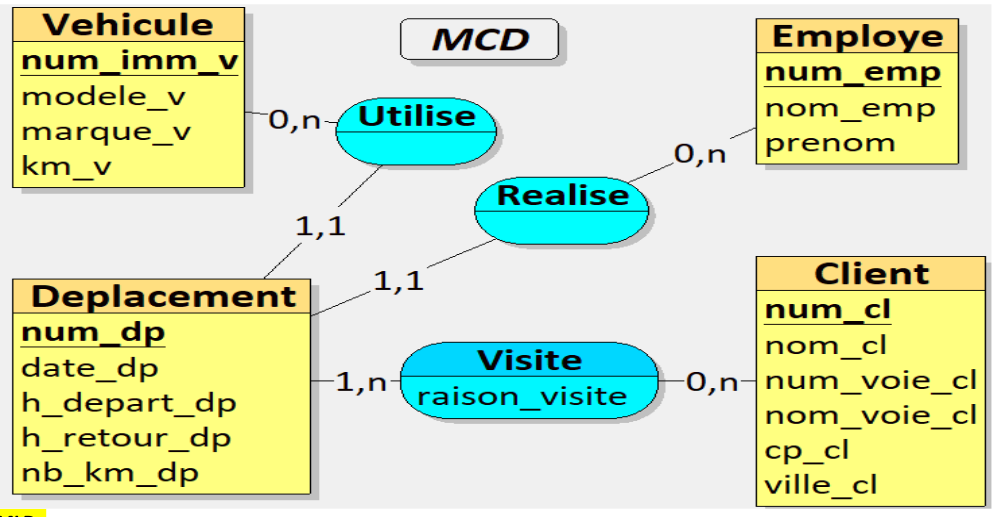 Vehicule
num_imm_v
modele_v
marque_v
km_v
MCD
Employe
num_emp
nom_emp
prenom
0,n
Utilise
0,n
Realise
1,1
1,1
Deplacement
num_dp
date_dp
h_depart_dp
h_retour_dp
nb_km_dp
1,n
Visite
raison_visite
0,n
Client
num_cl
nom_cl
num_voie_cl
nom_voie_cl
cp_cl
ville_cl